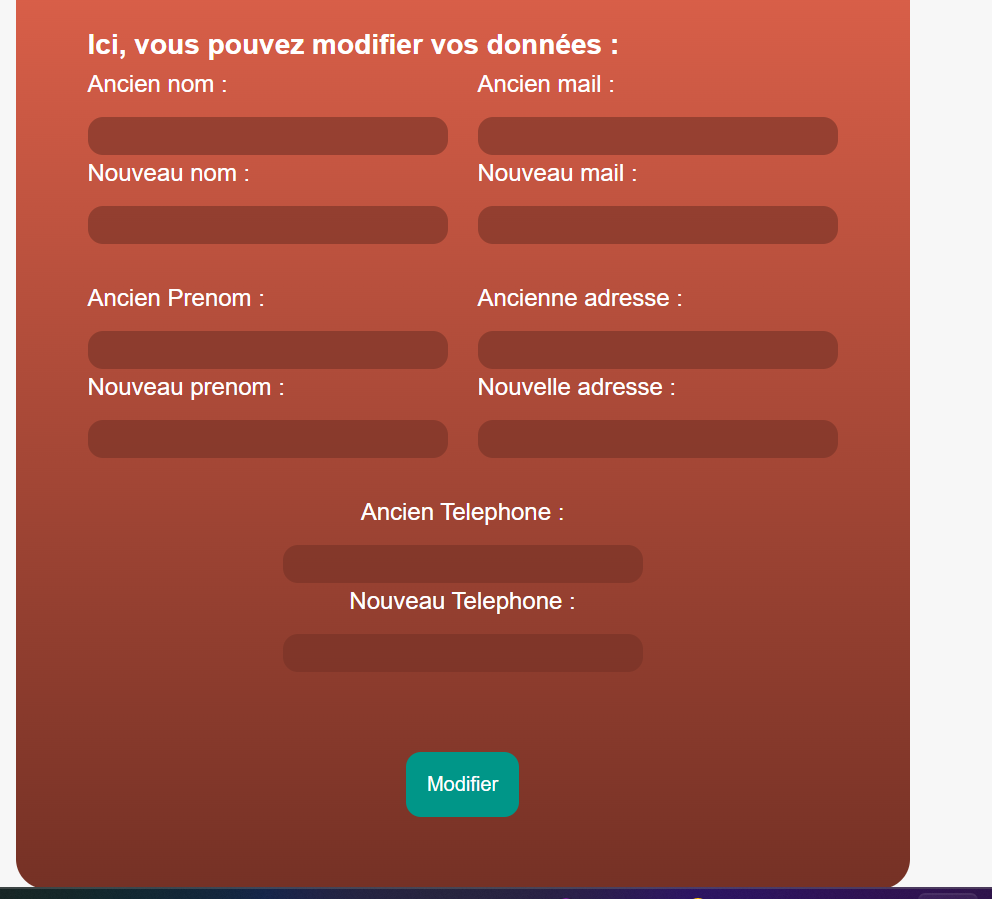 Ici, vous pouvez modifier vos données :
Ancien nom :
Ancien mail :
Nouveau nom :
Nouveau mail :
Ancien Prenom :
Ancienne adresse :
Nouveau prenom :
Nouvelle adresse :
Ancien Telephone :
Nouveau Telephone :
Modifier